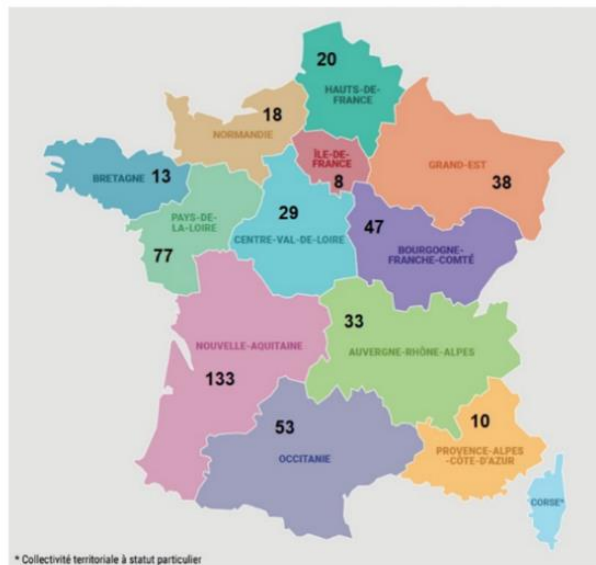 20
HAUTS-DE-
FRANCE
18
NORMANDIE
ÎLE-DE-
FRANCE
8
GRAND-EST
38
BRETAGNE 13
PAYS-DE-
LA-LOIRE
77
29
CENTRE-VAL-DE-LOIRE
47
BOURGOGNE-
FRANCHE-COMTÉ
33
AUVERGNE-RHÔNE-ALPES
NOUVELLE-AQUITAINE
133
53
OCCITANIE
10
PROVENCE-ALPES
-CÔTE-D'AZUR
CORSE*
* Collectivité territoriale à statut particulier